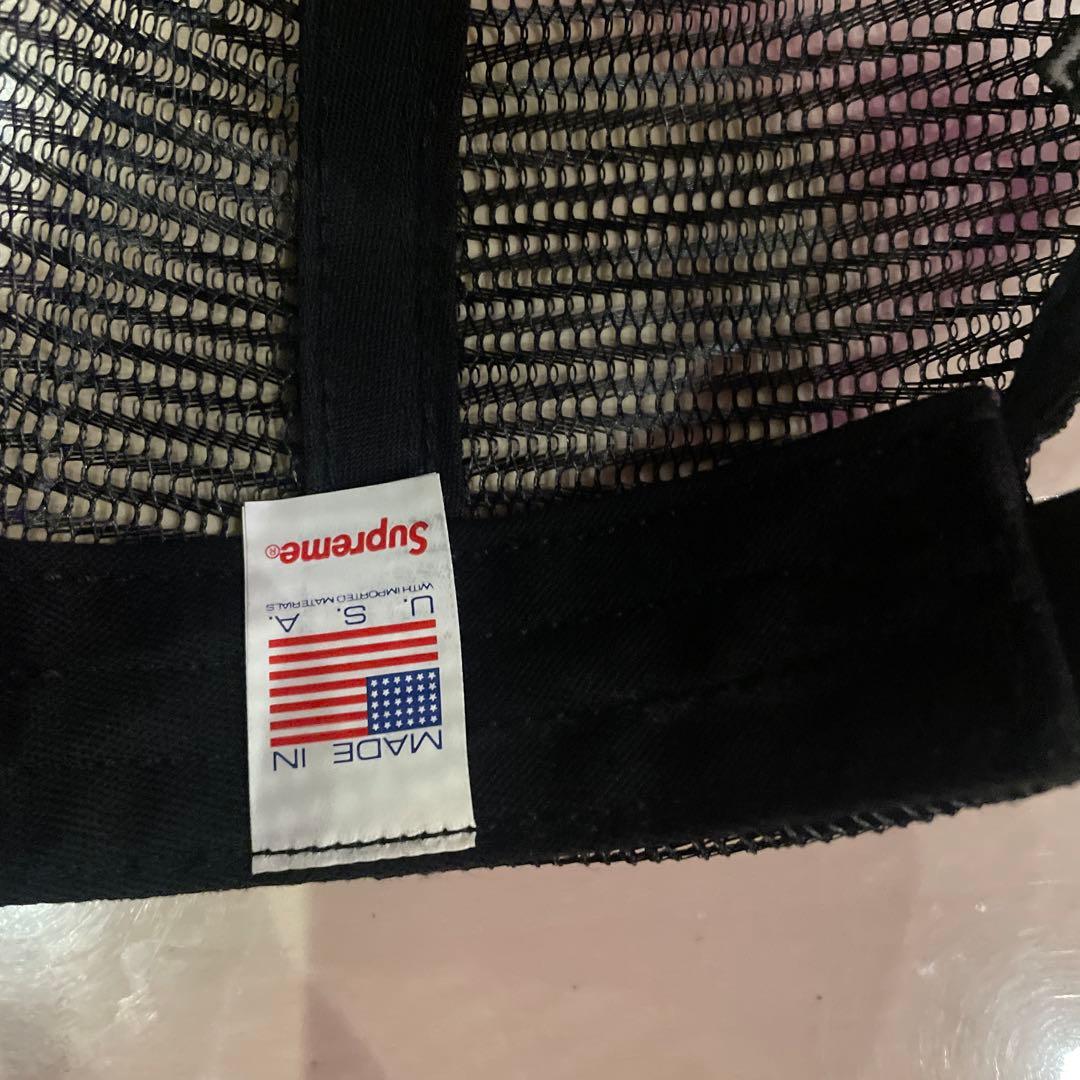 MADE IN
U. S. A.
WITH IMPORTED MATERIALS
Supreme®